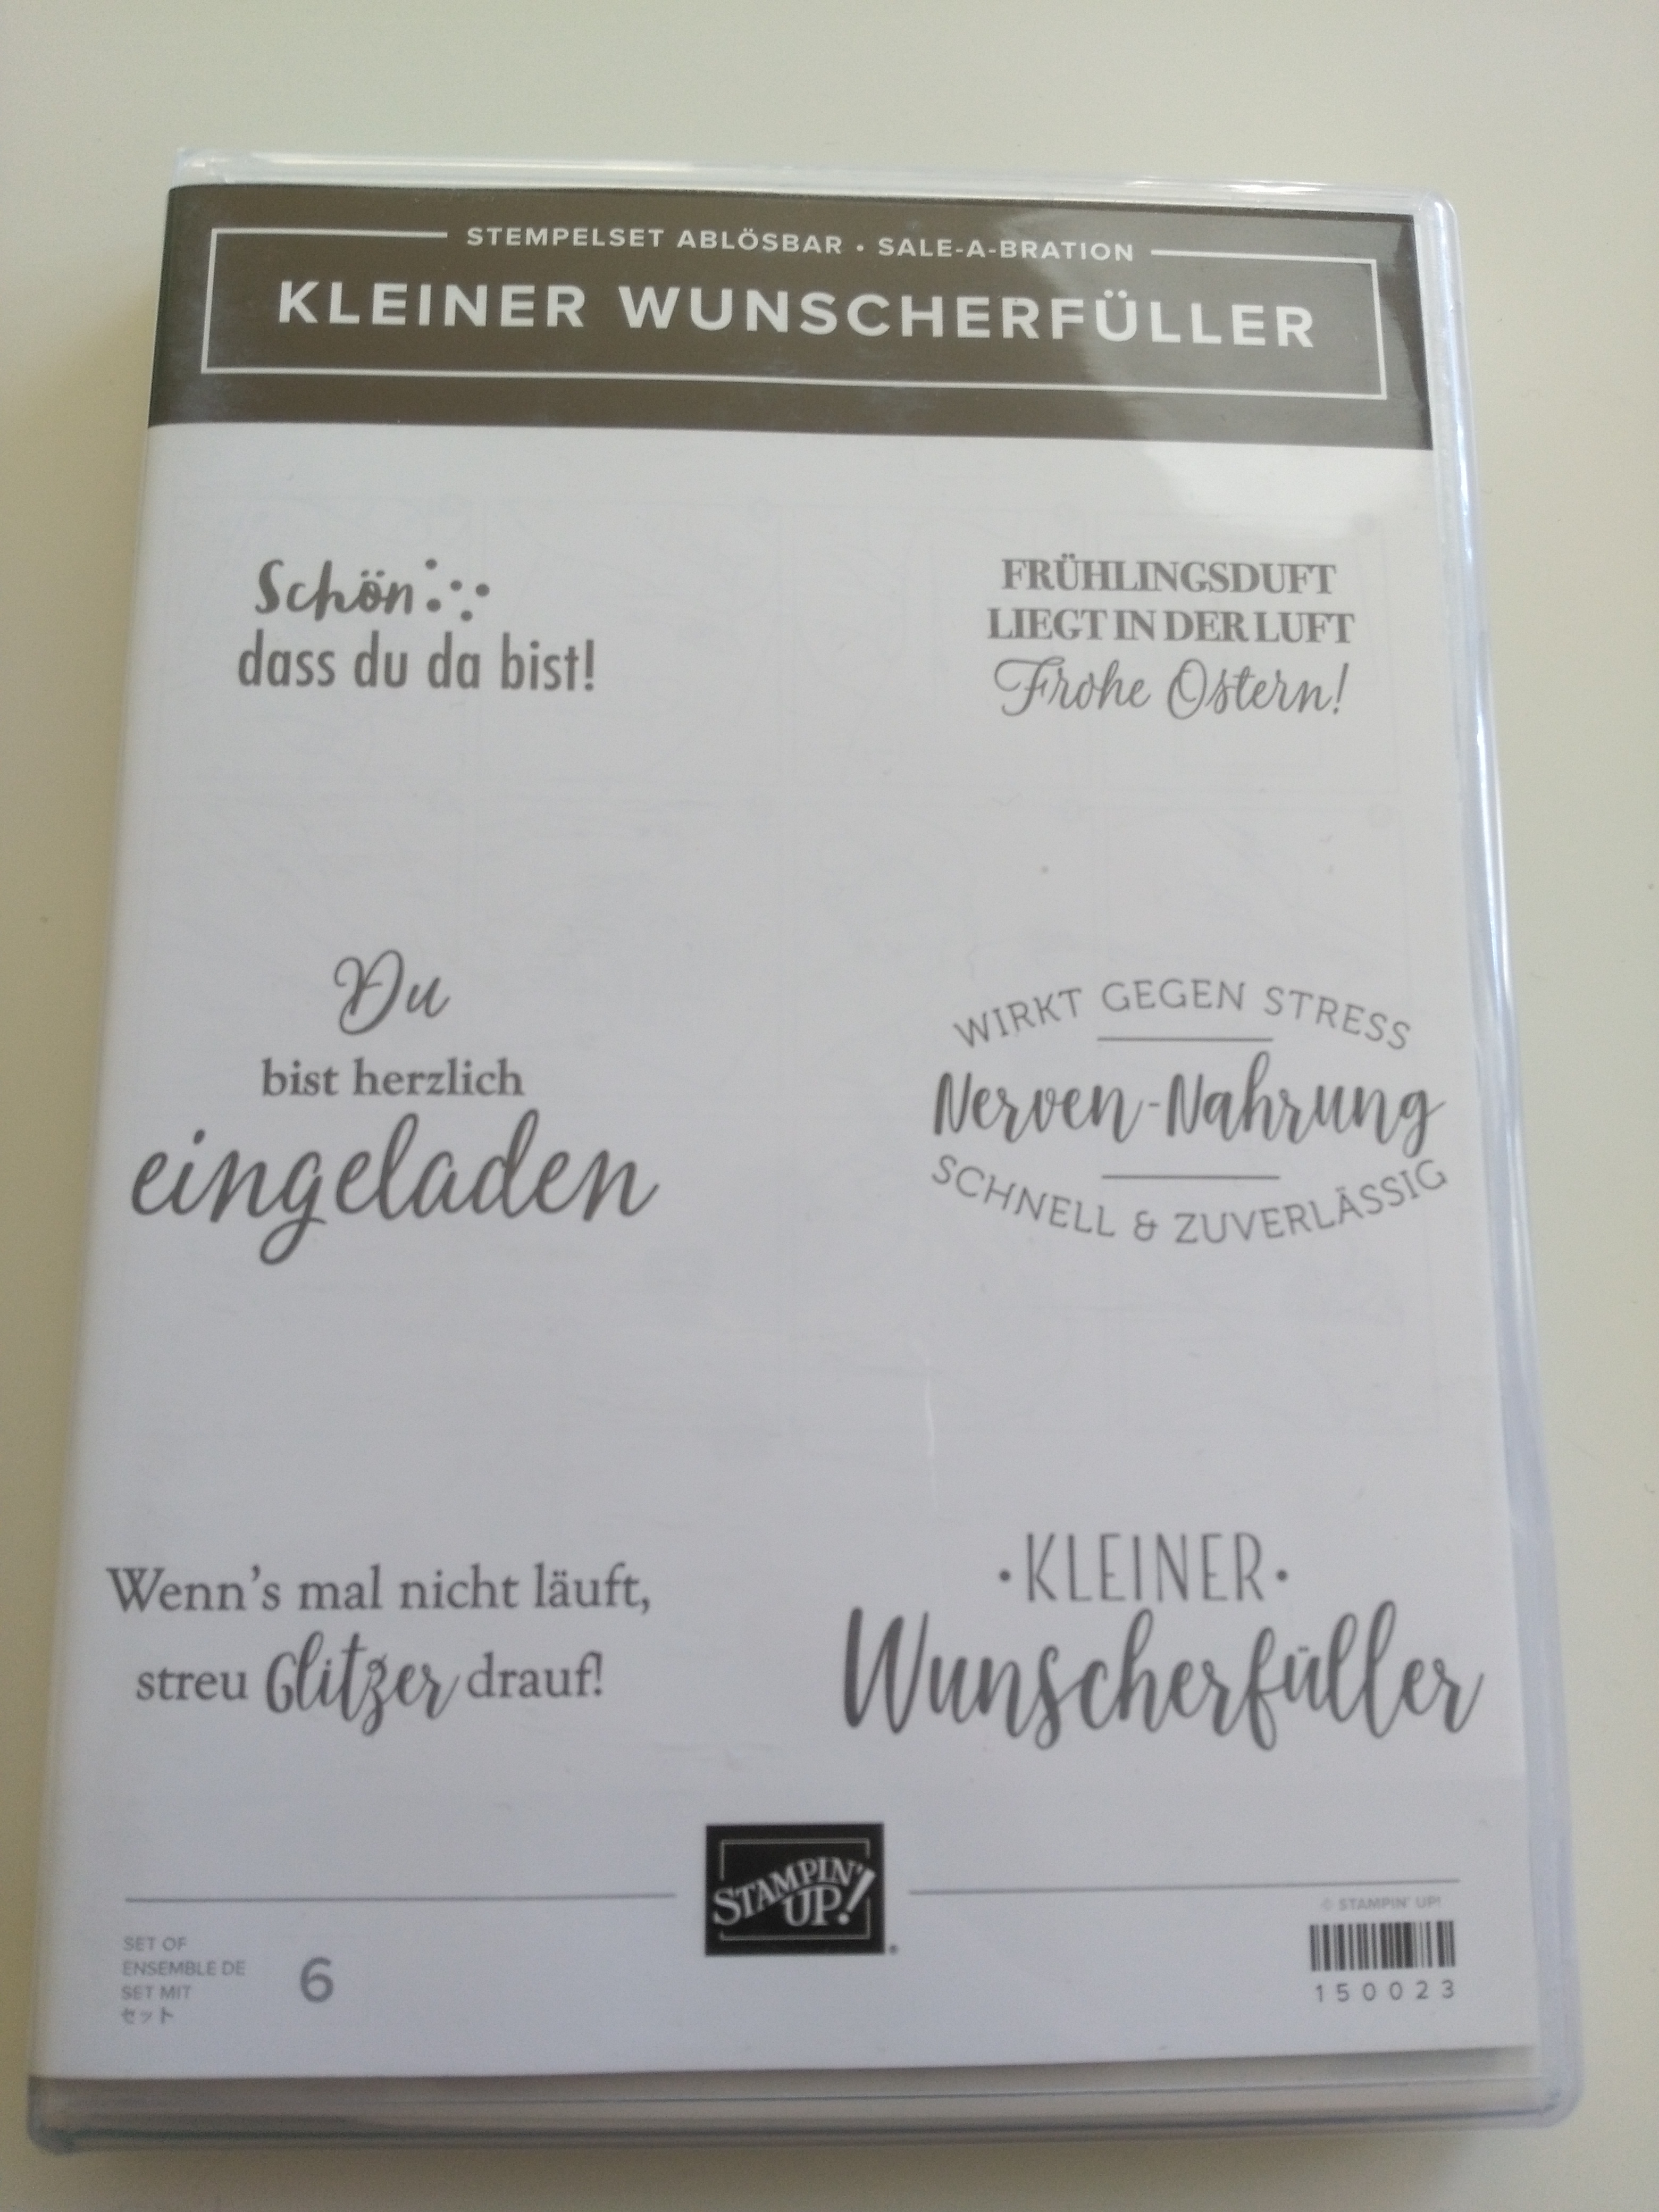 STEMPELSET ABLÖSBAR • SALE-A-BRATION
KLEINER WUNSCHERFÜLLER
Schön
dass du da bist!
FRÜHLINGSDUFT
LIEGT IN DER LUFT
Frohe Ostern!
Du
bist herzlich
eingeladen
WIRKT GEGEN STRESS
Nerven-Nahrung
SCHNELL & ZUVERLÄSSIG
Wenn's mal nicht läuft,
streu Glitzer drauf!
•KLEINER•
Wunscherfüller
STAMPIN'
UP!
®
SET OF
ENSEMBLE DE
SET MIT
セット
6
© STAMPIN' UP!
150023